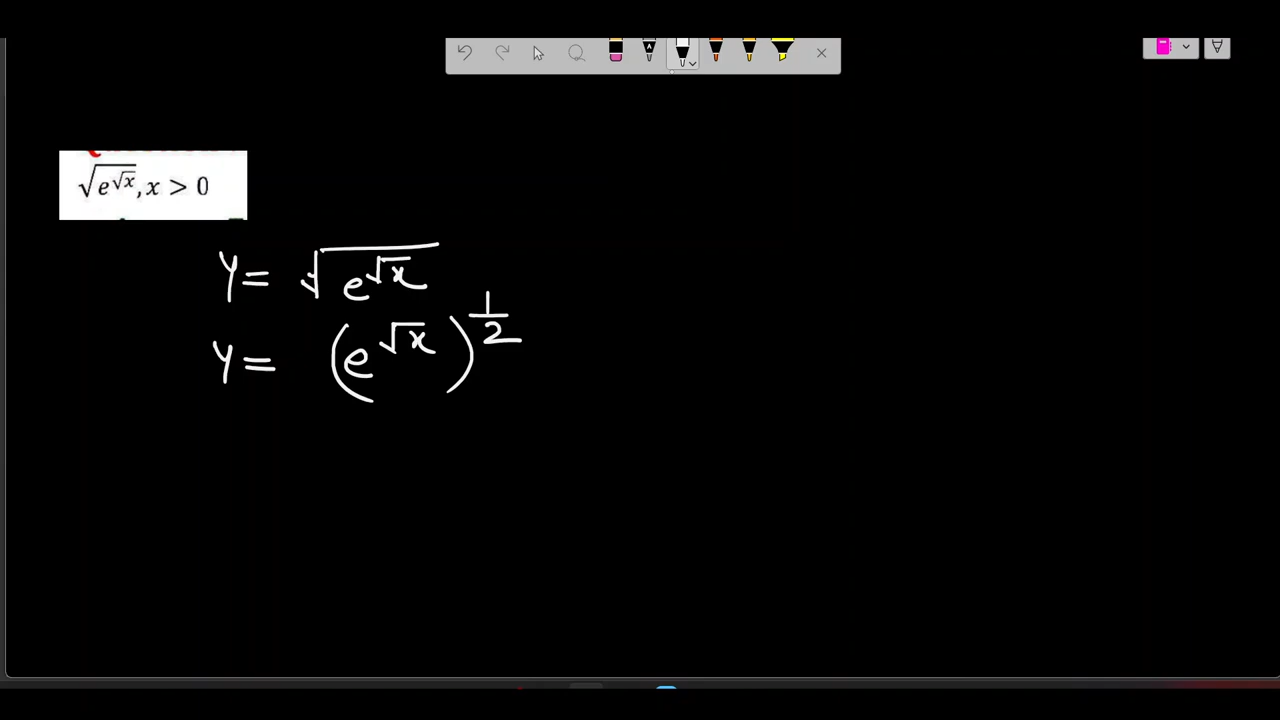 √(e^√x), x > 0
y = √(e^√x)
y = (e^√x)^1/2